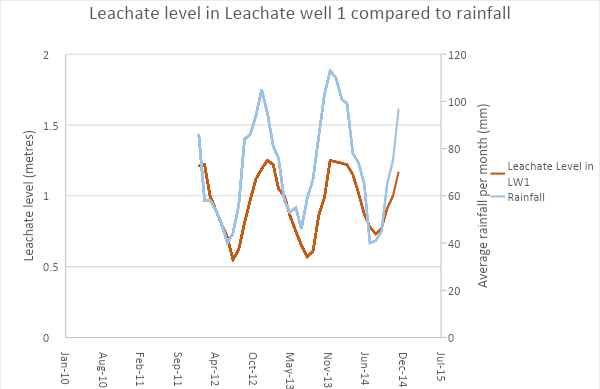 Leachate level in Leachate well 1 compared to rainfall
Leachate level (metres)
2
1.5
1
0.5
0
120
100
80
60
40
20
0
Average rainfall per month (mm)
Jan-10
Aug-10
Feb-11
Sep-11
Apr-12
Oct-12
May-13
Nov-13
Jun-14
Dec-14
Jul-15
Leachate Level in
LW1
Rainfall